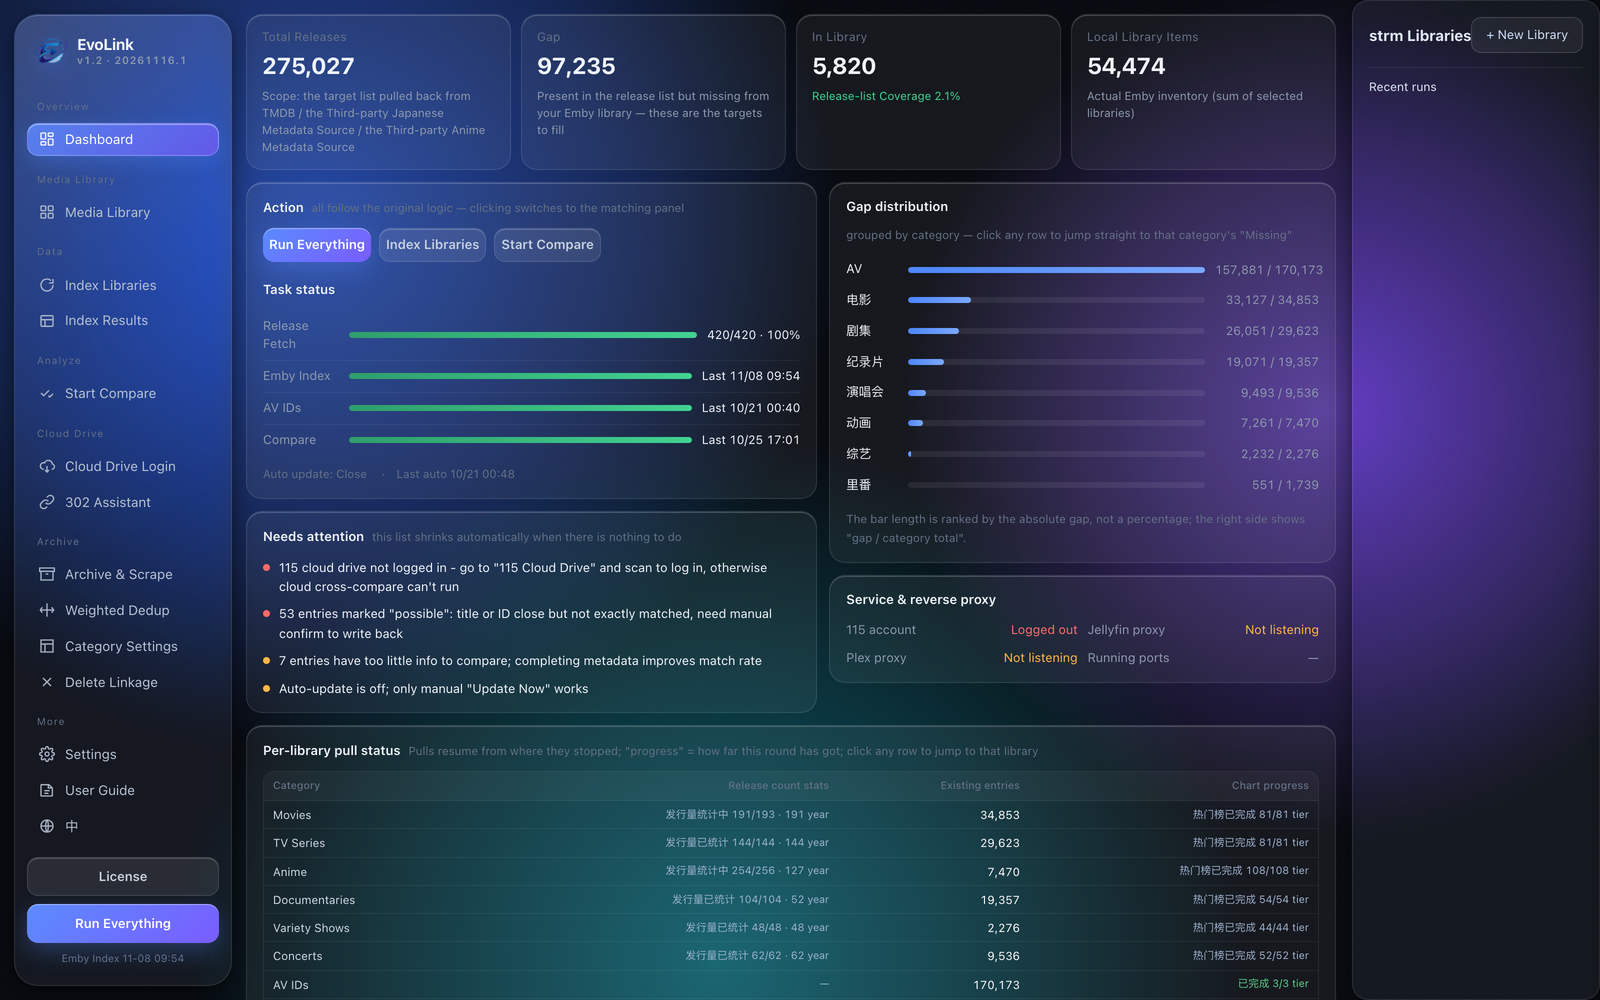 EvoLink
v1.2 · 20261116.1
Overview
Dashboard
Media Library
Media Library
Data
Index Libraries
Index Results
Analyze
Start Compare
Cloud Drive
Cloud Drive Login
302 Assistant
Archive
Archive & Scrape
Weighted Dedup
Category Settings
Delete Linkage
More
Settings
User Guide
中
License
Run Everything
Emby Index 11-08 09:54
Total Releases
275,027
Scope: the target list pulled back from
TMDB / the Third-party Japanese
Metadata Source / the Third-party Anime
Metadata Source
Gap
97,235
Present in the release list but missing from
your Emby library — these are the targets
to fill
In Library
5,820
Release-list Coverage 2.1%
Local Library Items
54,474
Actual Emby inventory (sum of selected
libraries)
Action all follow the original logic — clicking switches to the matching panel
Run Everything Index Libraries Start Compare
Task status
Release
Fetch
420/420 · 100%
Emby Index Last 11/08 09:54
AV IDs Last 10/21 00:40
Compare Last 10/25 17:01
Auto update: Close · Last auto 10/21 00:48
Gap distribution
grouped by category — click any row to jump straight to that category's "Missing"
AV 157,881 / 170,173
电影 33,127 / 34,853
剧集 26,051 / 29,623
纪录片 19,071 / 19,357
演唱会 9,493 / 9,536
动画 7,261 / 7,470
综艺 2,232 / 2,276
里番 551 / 1,739
The bar length is ranked by the absolute gap, not a percentage; the right side shows
"gap / category total".
Needs attention this list shrinks automatically when there is nothing to do
115 cloud drive not logged in - go to "115 Cloud Drive" and scan to log in, otherwise
cloud cross-compare can't run
53 entries marked "possible": title or ID close but not exactly matched, need manual
confirm to write back
7 entries have too little info to compare; completing metadata improves match rate
Auto-update is off; only manual "Update Now" works
Service & reverse proxy
115 account Logged out Jellyfin proxy Not listening
Plex proxy Not listening Running ports —
Per-library pull status Pulls resume from where they stopped; "progress" = how far this round has got; click any row to jump to that library
Category Release count stats Existing entries Chart progress
Movies 发行量统计中 191/193 · 191 year 34,853 热门榜已完成 81/81 tier
TV Series 发行量已统计 144/144 · 144 year 29,623 热门榜已完成 81/81 tier
Anime 发行量统计中 254/256 · 127 year 7,470 热门榜已完成 108/108 tier
Documentaries 发行量已统计 104/104 · 52 year 19,357 热门榜已完成 54/54 tier
Variety Shows 发行量已统计 48/48 · 48 year 2,276 热门榜已完成 44/44 tier
Concerts 发行量已统计 62/62 · 62 year 9,536 热门榜已完成 52/52 tier
AV IDs — 170,173 已完成 3/3 tier
strm Libraries + New Library
Recent runs